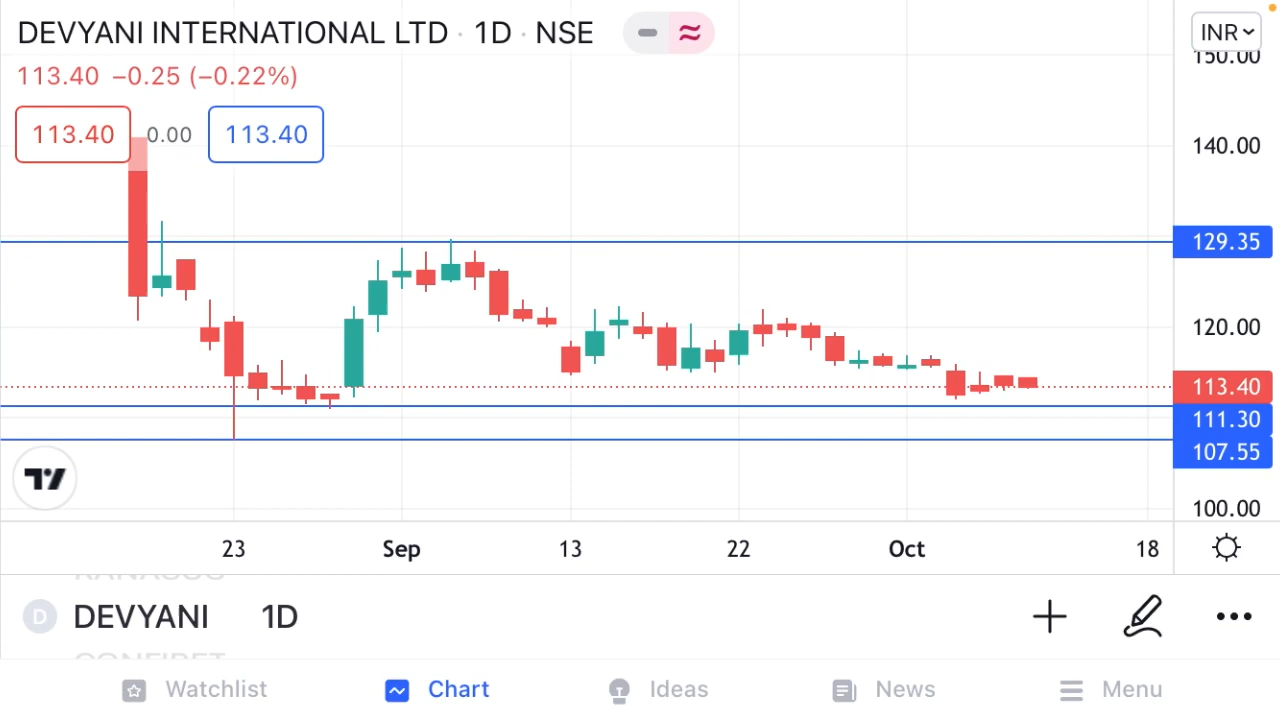 DEVYANI INTERNATIONAL LTD · 1D · NSE
INR
113.40 −0.25 (−0.22%)
150.00
113.40 0.00 113.40
140.00
129.35
120.00
113.40
111.30
107.55
100.00
23 Sep 13 22 Oct 18
D DEVYANI 1D
Watchlist Chart Ideas News Menu